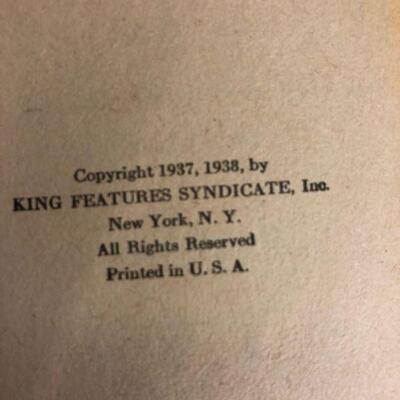 Copyright 1937, 1938, by
KING FEATURES SYNDICATE, Inc.
New York, N. Y.
All Rights Reserved
Printed in U. S. A.